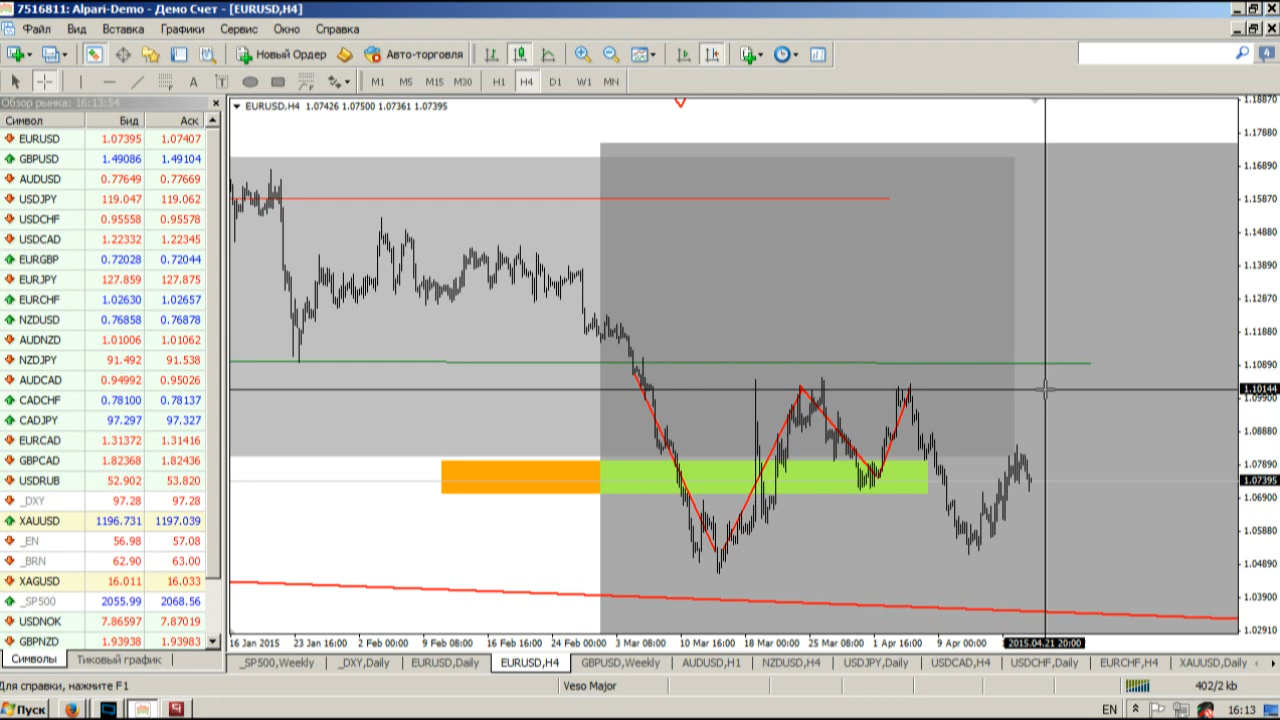 7516811: Alpari-Demo - Демо Счет - [EURUSD,H4]
Файл Вид Вставка Графики Сервис Окно Справка
Новый Ордер Авто-торговля 4
A T M1 M5 M15 M30 H1 H4 D1 W1 MN
Обзор рынка: 16:13:54
Символ Бид Аск
EURUSD 1.07395 1.07407
GBPUSD 1.49086 1.49104
AUDUSD 0.77649 0.77669
USDJPY 119.047 119.062
USDCHF 0.95558 0.95578
USDCAD 1.22332 1.22345
EURGBP 0.72028 0.72044
EURJPY 127.859 127.875
EURCHF 1.02630 1.02657
NZDUSD 0.76858 0.76878
AUDNZD 1.01006 1.01062
NZDJPY 91.492 91.538
AUDCAD 0.94992 0.95026
CADCHF 0.78100 0.78137
CADJPY 97.297 97.327
EURCAD 1.31372 1.31416
GBPCAD 1.82368 1.82436
USDRUB 52.902 53.820
_DXY 97.28 97.28
XAUUSD 1196.731 1197.039
_EN 56.98 57.08
_BRN 62.90 63.00
XAGUSD 16.011 16.033
_SP500 2055.99 2068.56
USDNOK 7.86597 7.87019
GBPNZD 1.93938 1.93983
Символы Тиковый график
EURUSD,H4 1.07426 1.07500 1.07361 1.07395
1.18870
1.17880
1.16890
1.15870
1.14880
1.13890
1.12870
1.11880
1.10890
1.10144
1.09900
1.08880
1.07890
1.07395
1.06900
1.05880
1.04890
1.03900
1.02910
16 Jan 2015 23 Jan 16:00 2 Feb 00:00 9 Feb 08:00 16 Feb 16:00 24 Feb 00:00 3 Mar 08:00 10 Mar 16:00 18 Mar 00:00 25 Mar 08:00 1 Apr 16:00 9 Apr 00:00 2015.04.21 20:00
_SP500,Weekly _DXY,Daily EURUSD,Daily EURUSD,H4 GBPUSD,Weekly AUDUSD,H1 NZDUSD,H4 USDJPY,Daily USDCAD,H4 USDCHF,Daily EURCHF,H4 XAUUSD,Daily
Для справки, нажмите F1 Veso Major 402/2 kb
Пуск EN 16:13